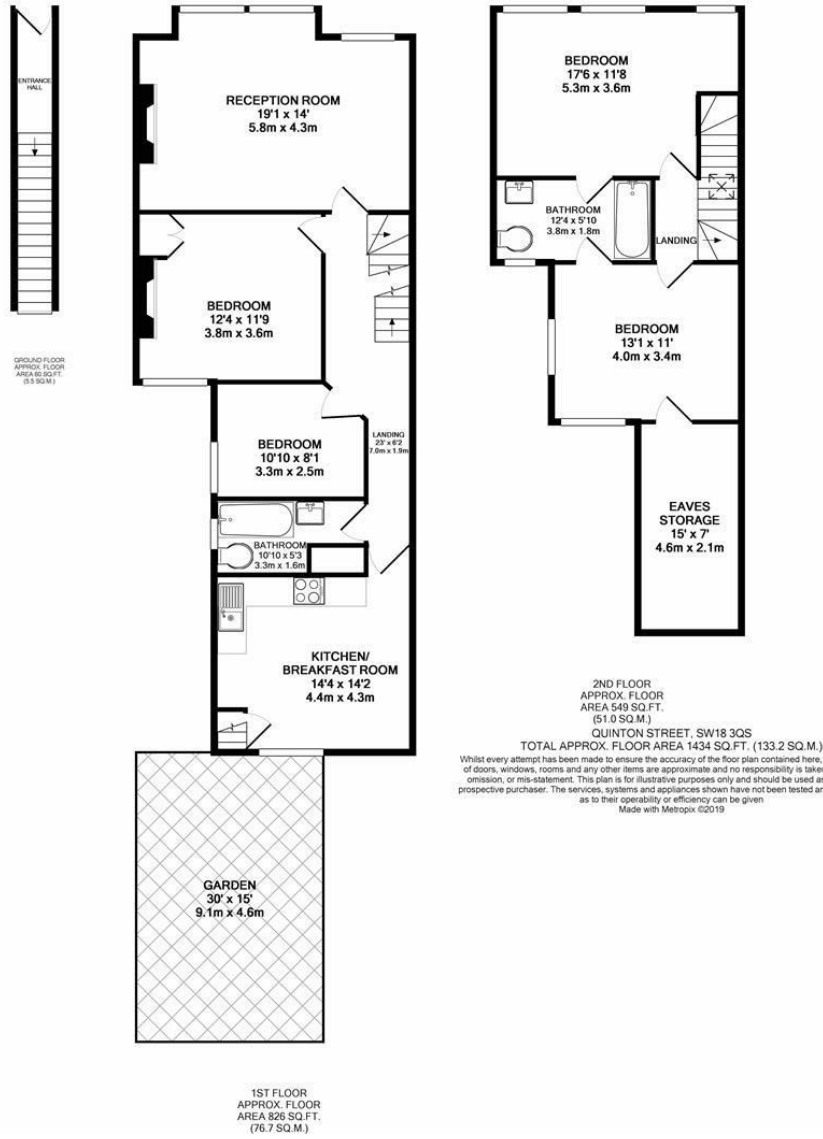 ENTRANCE
HALL
GROUND FLOOR
APPROX. FLOOR
AREA 60 SQ.FT.
(5.5 SQ.M.)
RECEPTION ROOM
19'1 x 14'
5.8m x 4.3m
BEDROOM
12'4 x 11'9
3.8m x 3.6m
BEDROOM
10'10 x 8'1
3.3m x 2.5m
LANDING
23' x 6'2
7.0m x 1.9m
BATHROOM
10'10 x 5'3
3.3m x 1.6m
KITCHEN/
BREAKFAST ROOM
14'4 x 14'2
4.4m x 4.3m
GARDEN
30' x 15'
9.1m x 4.6m
1ST FLOOR
APPROX. FLOOR
AREA 826 SQ.FT.
(76.7 SQ.M.)
BEDROOM
17'6 x 11'8
5.3m x 3.6m
BATHROOM
12'4 x 5'10
3.8m x 1.8m
LANDING
BEDROOM
13'1 x 11'
4.0m x 3.4m
EAVES
STORAGE
15' x 7'
4.6m x 2.1m
2ND FLOOR
APPROX. FLOOR
AREA 549 SQ.FT.
(51.0 SQ.M.)
QUINTON STREET, SW18 3QS
TOTAL APPROX. FLOOR AREA 1434 SQ.FT. (133.2 SQ.M.)
Whilst every attempt has been made to ensure the accuracy of the floor plan contained here,
of doors, windows, rooms and any other items are approximate and no responsibility is taken
omission, or mis-statement. This plan is for illustrative purposes only and should be used as
prospective purchaser. The services, systems and appliances shown have not been tested an
as to their operability or efficiency can be given
Made with Metropix ©2019